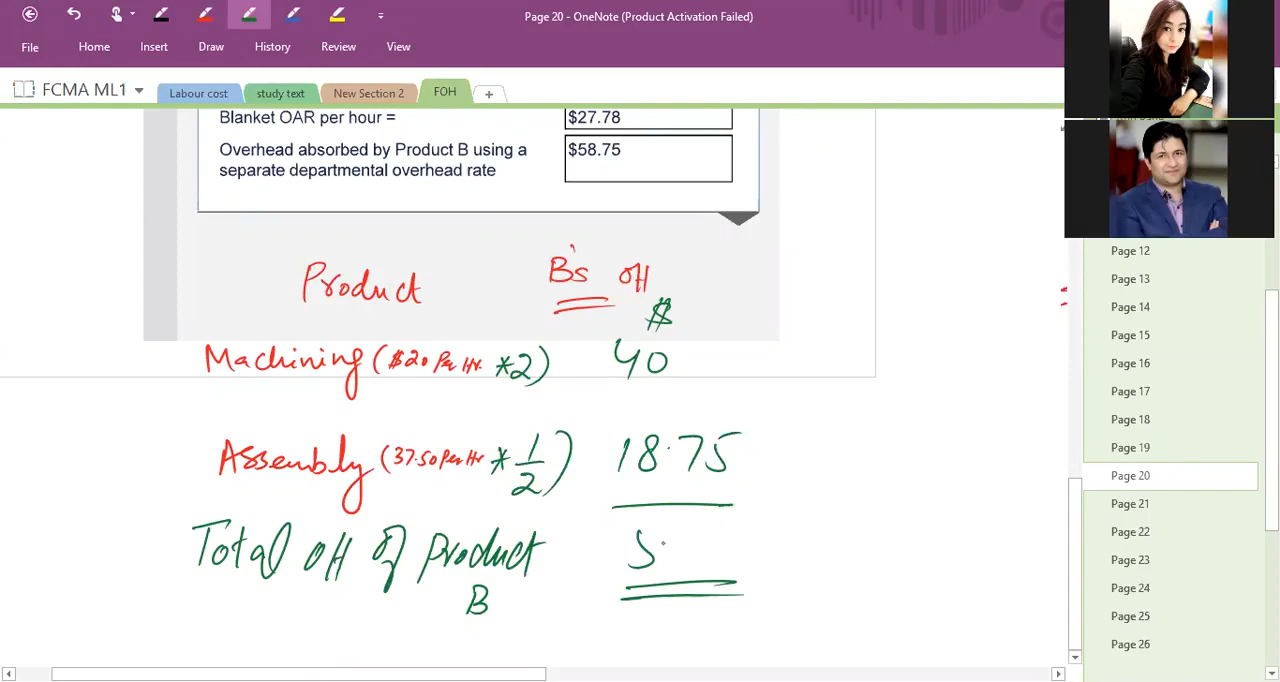 Page 20 - OneNote (Product Activation Failed)
File Home Insert Draw History Review View
FCMA ML1 Labour cost study text New Section 2 FOH +
Blanket OAR per hour = $27.78
Overhead absorbed by Product B using a $58.75
separate departmental overhead rate
Product B's OH
$
Machining ($20 Per Hr. *2) 40
Assembly (37.50 Per Hr * 1/2) 18.75
Total OH of Product 5
B
Page 12
Page 13
Page 14
Page 15
Page 16
Page 17
Page 18
Page 19
Page 20
Page 21
Page 22
Page 23
Page 24
Page 25
Page 26